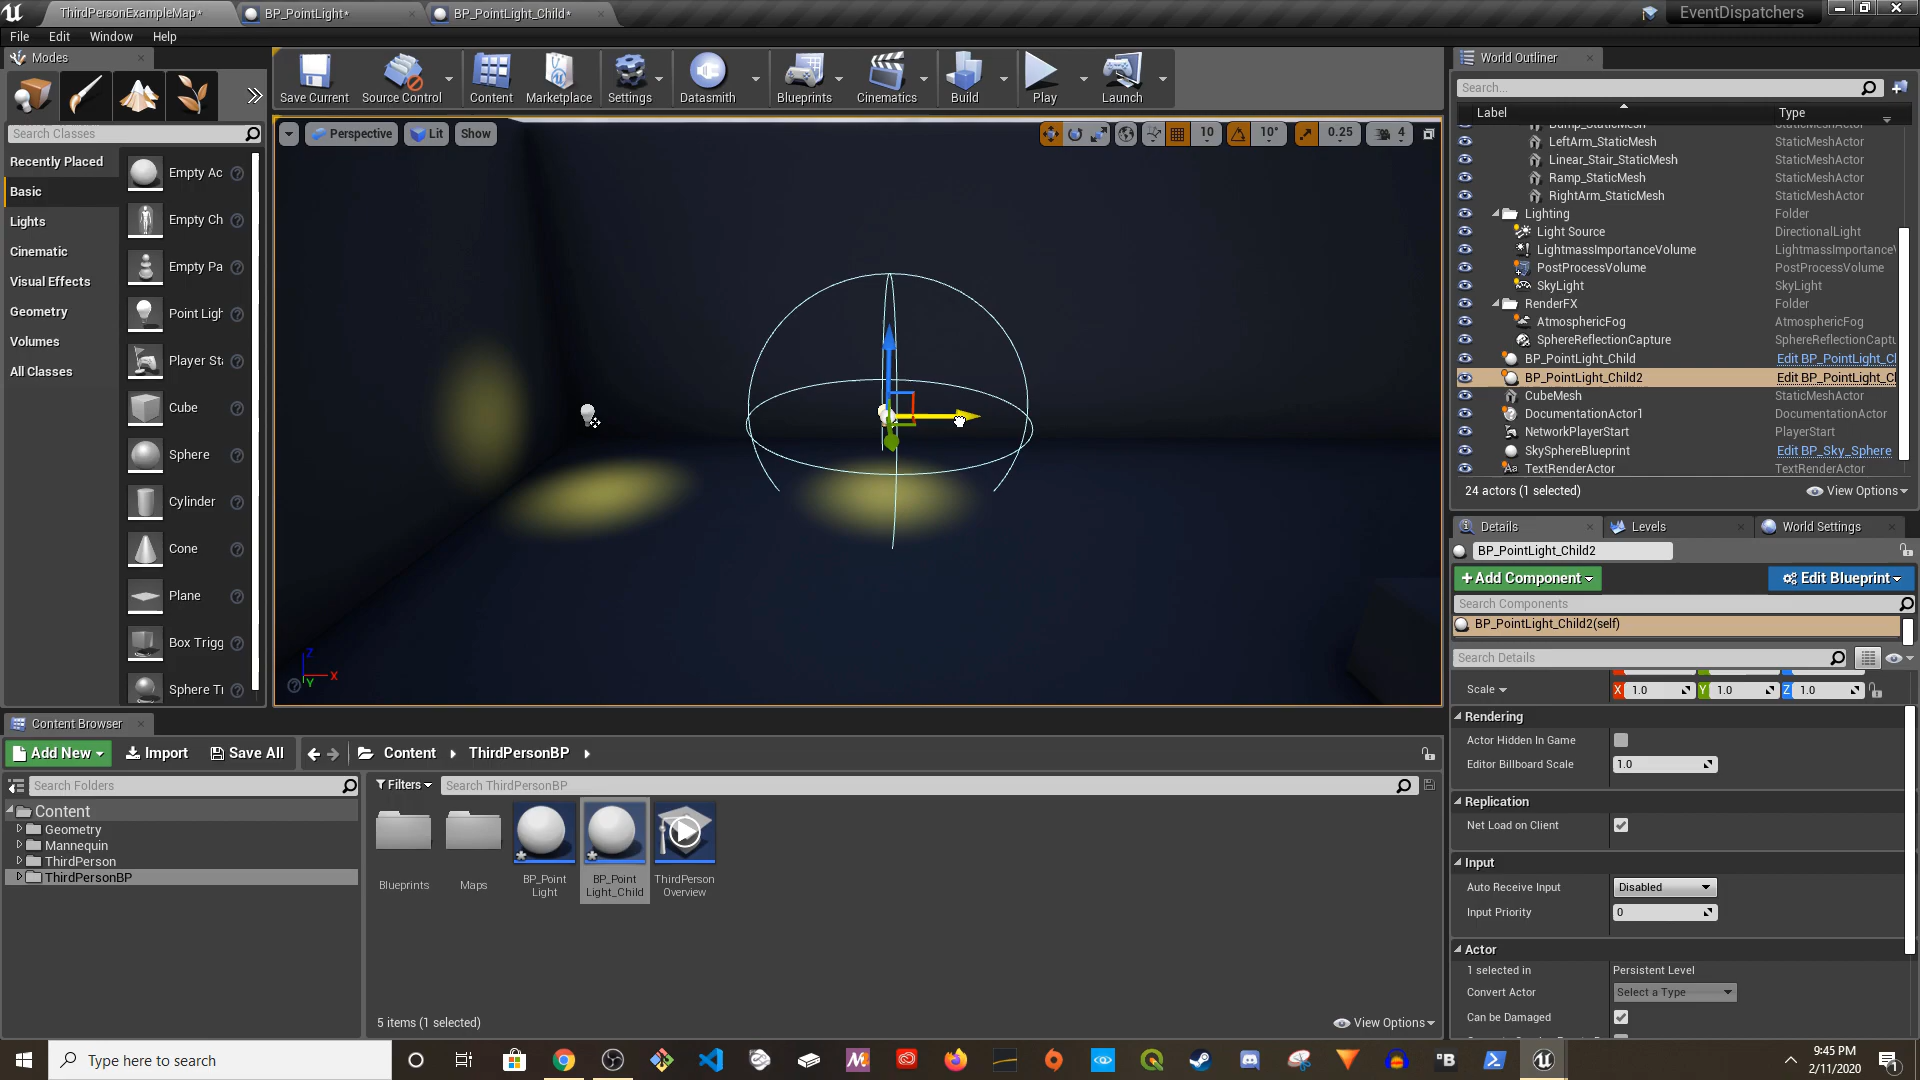 ThirdPersonExampleMap*
BP_PointLight*
BP_PointLight_Child*
EventDispatchers
File
Edit
Window
Help
Modes
Save Current
Source Control
Content
Marketplace
Settings
Datasmith
Blueprints
Cinematics
Build
Play
Launch
Search Classes
Recently Placed
Basic
Lights
Cinematic
Visual Effects
Geometry
Volumes
All Classes
Empty Ac
Empty Ch
Empty Pa
Point Ligh
Player Sta
Cube
Sphere
Cylinder
Cone
Plane
Box Trigg
Sphere Tr
Perspective
Lit
Show
10
10°
0.25
4
Z
X
Y
World Outliner
Search...
Label
Type
LeftArm_StaticMesh
StaticMeshActor
Linear_Stair_StaticMesh
StaticMeshActor
Ramp_StaticMesh
StaticMeshActor
RightArm_StaticMesh
StaticMeshActor
Lighting
Folder
Light Source
DirectionalLight
LightmassImportanceVolume
LightmassImportanceV
PostProcessVolume
PostProcessVolume
SkyLight
SkyLight
RenderFX
Folder
AtmosphericFog
AtmosphericFog
SphereReflectionCapture
SphereReflectionCaptu
BP_PointLight_Child
Edit BP_PointLight_Cl
BP_PointLight_Child2
Edit BP_PointLight_Cl
CubeMesh
StaticMeshActor
DocumentationActor1
DocumentationActor
NetworkPlayerStart
PlayerStart
SkySphereBlueprint
Edit BP_Sky_Sphere
TextRenderActor
TextRenderActor
24 actors (1 selected)
View Options
Details
Levels
World Settings
BP_PointLight_Child2
+Add Component
Edit Blueprint
Search Components
BP_PointLight_Child2(self)
Search Details
Scale
X 1.0
Y 1.0
Z 1.0
Rendering
Actor Hidden In Game
Editor Billboard Scale
1.0
Replication
Net Load on Client
Input
Auto Receive Input
Disabled
Input Priority
0
Actor
1 selected in
Persistent Level
Convert Actor
Select a Type
Can be Damaged
Content Browser
Add New
Import
Save All
Content
ThirdPersonBP
Search Folders
Filters
Search ThirdPersonBP
Content
Geometry
Mannequin
ThirdPerson
ThirdPersonBP
Blueprints
Maps
BP_Point
Light
BP_Point
Light_Child
ThirdPerson
Overview
5 items (1 selected)
View Options
Type here to search
9:45 PM
2/11/2020
1